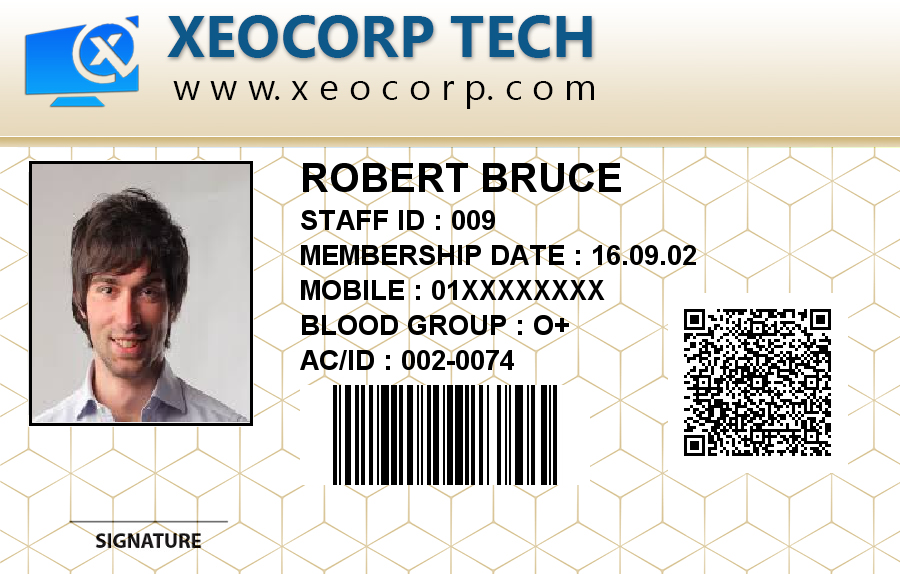 XEOCORP TECH
www.xeocorp.com
ROBERT BRUCE
STAFF ID : 009
MEMBERSHIP DATE : 16.09.02
MOBILE : 01XXXXXXXX
BLOOD GROUP : O+
AC/ID : 002-0074
SIGNATURE